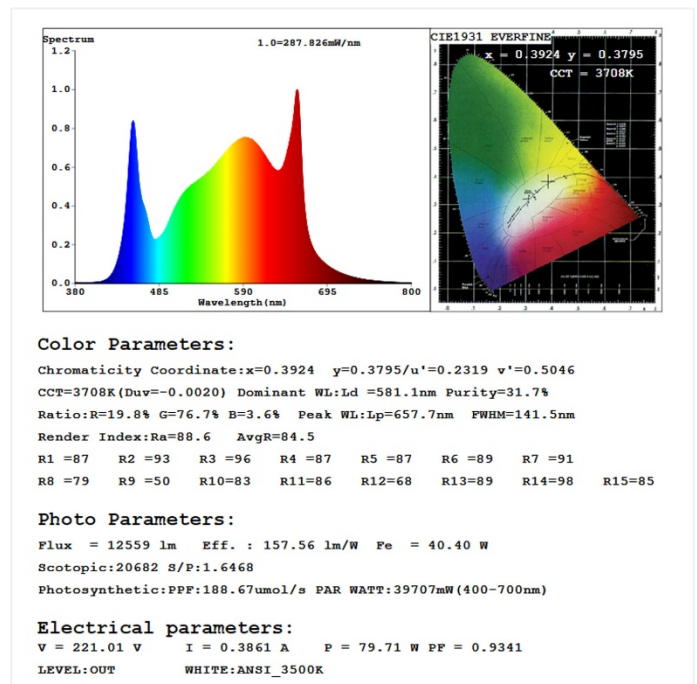 Spectrum
1.0=287.826mW/nm
1.2
1.0
0.8
0.6
0.4
0.2
0.0
380 485 590 695 800
Wavelength(nm)
CIE1931 EVERFINE
x = 0.3924 y = 0.3795
CCT = 3708K
Color Parameters:
Chromaticity Coordinate:x=0.3924 y=0.3795/u'=0.2319 v'=0.5046
CCT=3708K(Duv=-0.0020) Dominant WL:Ld =581.1nm Purity=31.7%
Ratio:R=19.8% G=76.7% B=3.6% Peak WL:Lp=657.7nm FWHM=141.5nm
Render Index:Ra=88.6 AvgR=84.5
R1 =87 R2 =93 R3 =96 R4 =87 R5 =87 R6 =89 R7 =91
R8 =79 R9 =50 R10=83 R11=86 R12=68 R13=89 R14=98 R15=85
Photo Parameters:
Flux = 12559 lm Eff. : 157.56 lm/W Fe = 40.40 W
Scotopic:20682 S/P:1.6468
Photosynthetic:PPF:188.67umol/s PAR WATT:39707mW(400-700nm)
Electrical parameters:
V = 221.01 V I = 0.3861 A P = 79.71 W PF = 0.9341
LEVEL:OUT WHITE:ANSI_3500K